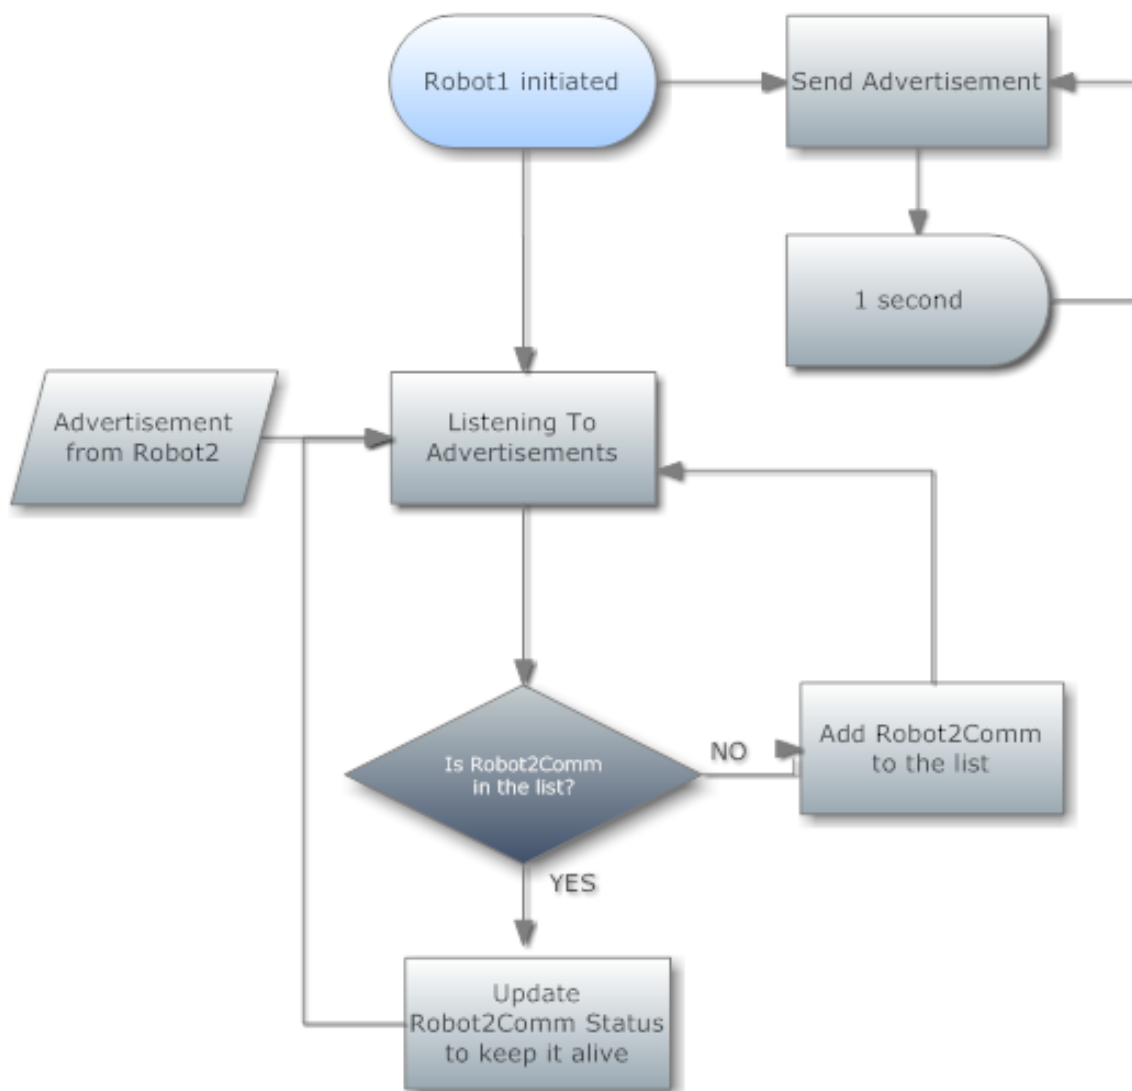 Robot1 initiated
Send Advertisement
1 second
Advertisement
from Robot2
Listening To
Advertisements
Is Robot2Comm
in the list?
NO
Add Robot2Comm
to the list
YES
Update
Robot2Comm Status
to keep it alive